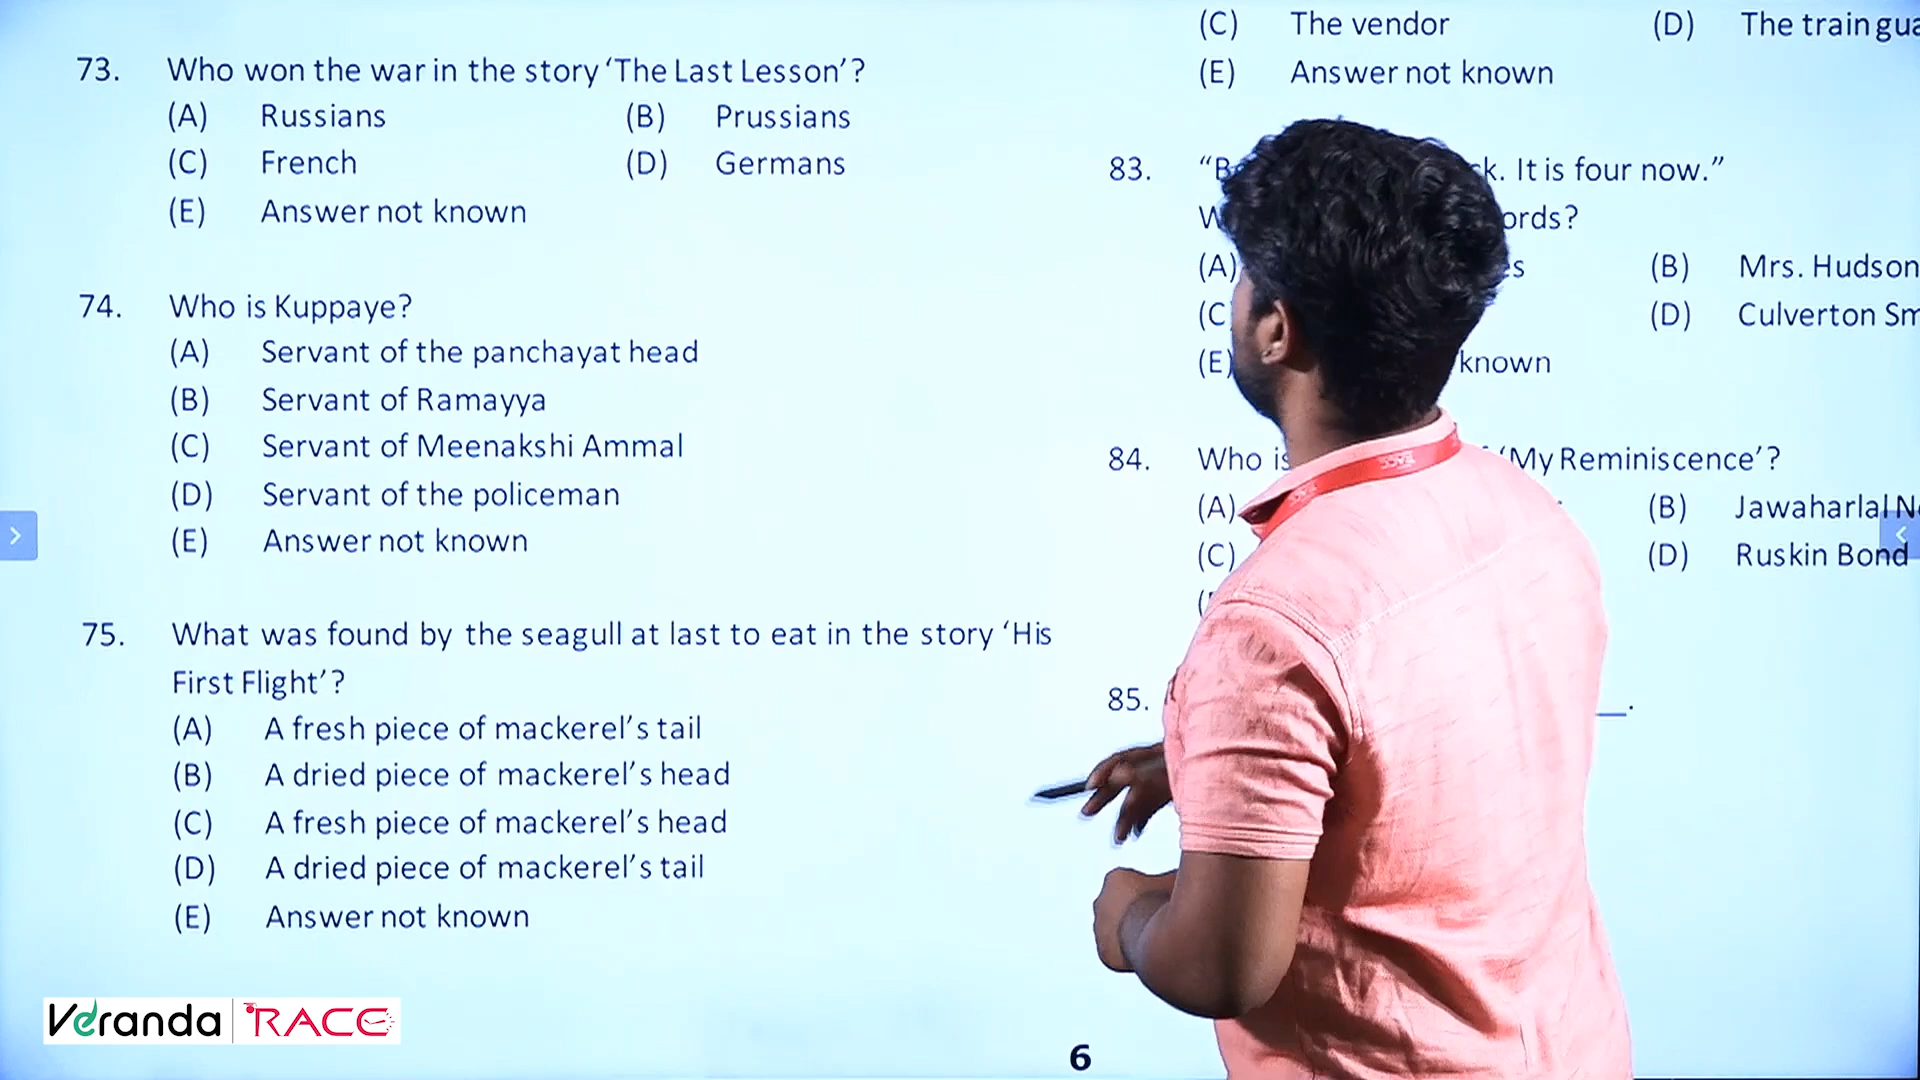 73. Who won the war in the story ‘The Last Lesson’?
(A) Russians (B) Prussians
(C) French (D) Germans
(E) Answer not known
74. Who is Kuppaye?
(A) Servant of the panchayat head
(B) Servant of Ramayya
(C) Servant of Meenakshi Ammal
(D) Servant of the policeman
(E) Answer not known
75. What was found by the seagull at last to eat in the story ‘His
First Flight’?
(A) A fresh piece of mackerel’s tail
(B) A dried piece of mackerel’s head
(C) A fresh piece of mackerel’s head
(D) A dried piece of mackerel’s tail
(E) Answer not known
(C) The vendor (D) The train
(E) Answer not known
83. It is four now.”
(A) (B) Mrs. Hudson
(C) (D) Culverton
(E) known
84. Who ‘My Reminiscence’?
(A) (B) Jawaharlal
(C) (D) Ruskin Bond
85.
Veranda RACE
6